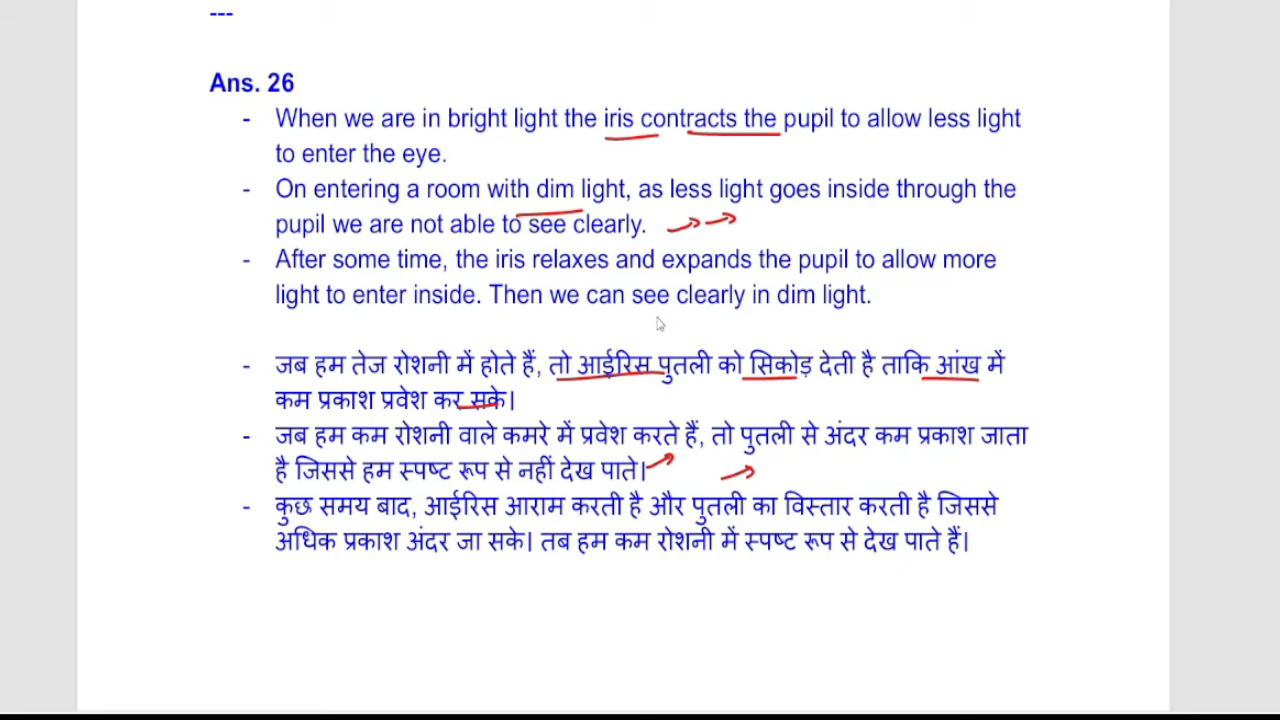 ---
Ans. 26
- When we are in bright light the iris contracts the pupil to allow less light
to enter the eye.
- On entering a room with dim light, as less light goes inside through the
pupil we are not able to see clearly.
- After some time, the iris relaxes and expands the pupil to allow more
light to enter inside. Then we can see clearly in dim light.
- जब हम तेज रोशनी में होते हैं, तो आईरिस पुतली को सिकोड़ देती है ताकि आंख में
कम प्रकाश प्रवेश कर सके।
- जब हम कम रोशनी वाले कमरे में प्रवेश करते हैं, तो पुतली से अंदर कम प्रकाश जाता
है जिससे हम स्पष्ट रूप से नहीं देख पाते।
- कुछ समय बाद, आईरिस आराम करती है और पुतली का विस्तार करती है जिससे
अधिक प्रकाश अंदर जा सके। तब हम कम रोशनी में स्पष्ट रूप से देख पाते हैं।